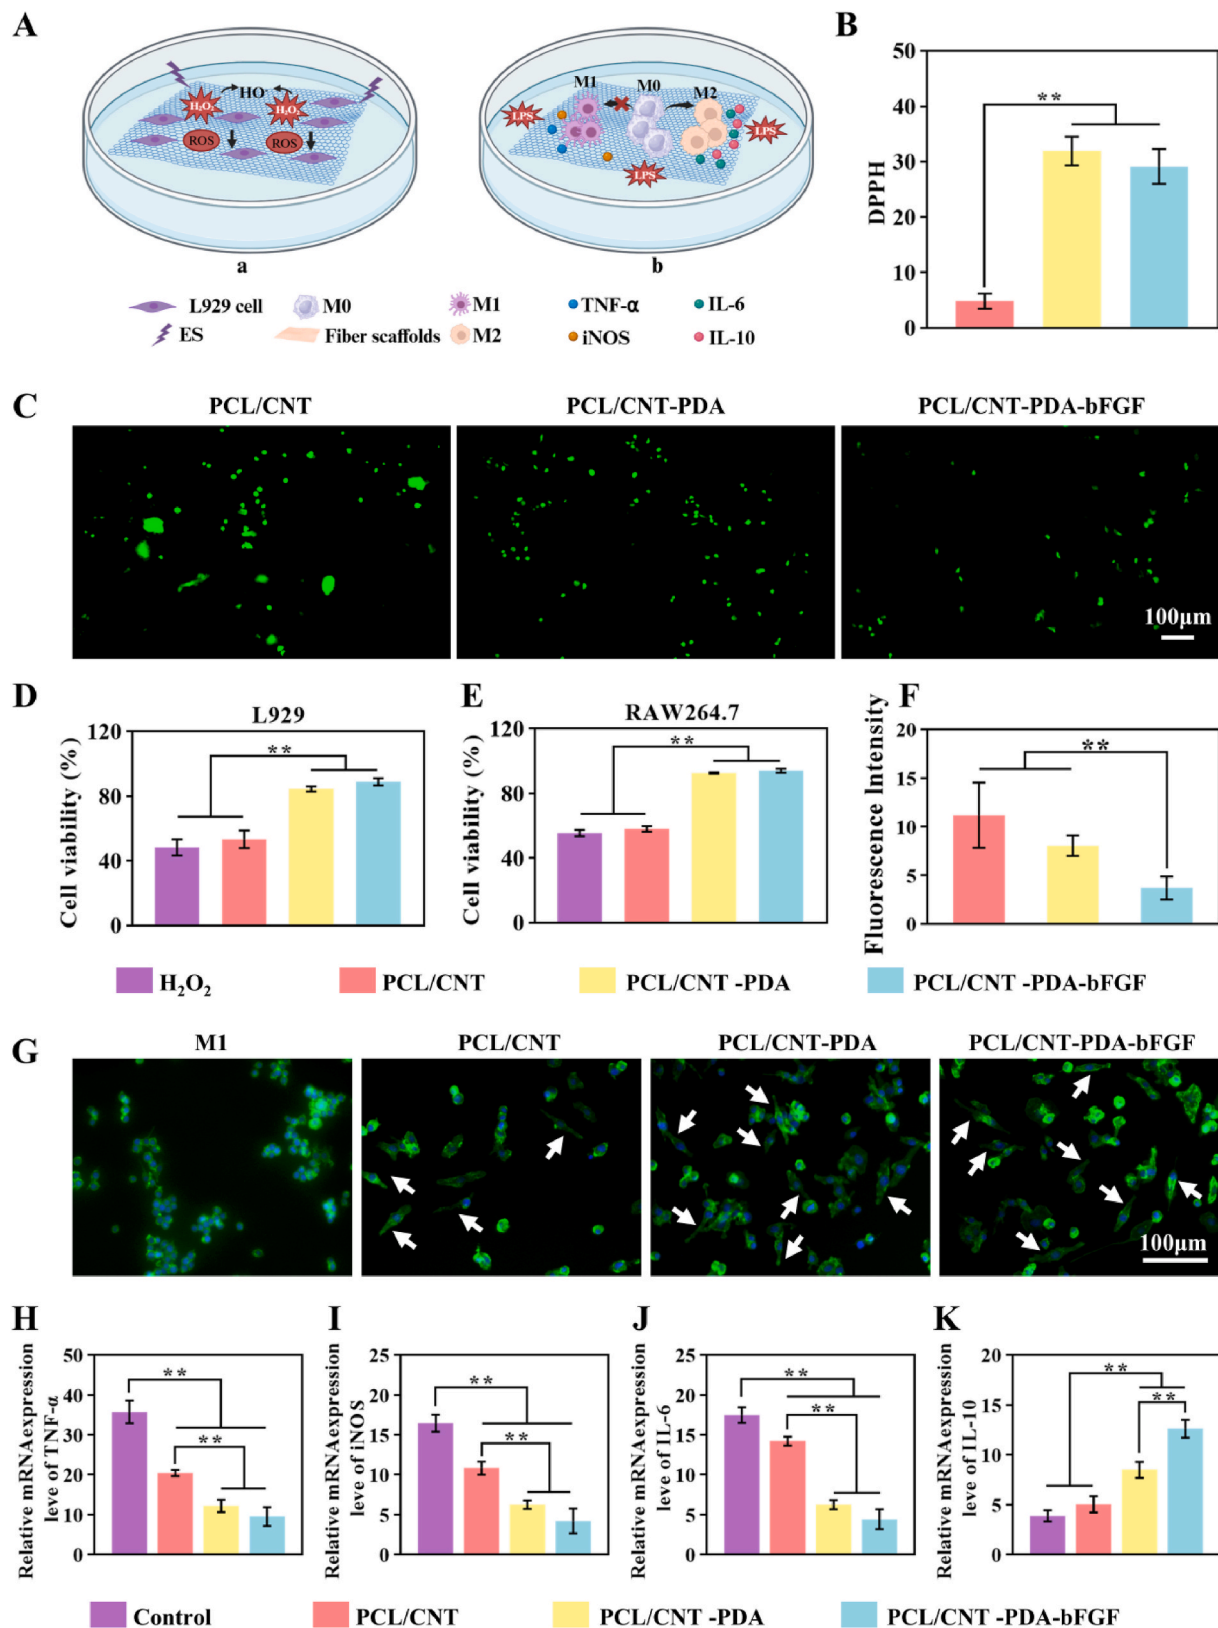 A
B
H₂O₂
HO
H₂O₂
ES
ROS
ROS
a
M1
M0
M2
LPS
LPS
LPS
b
L929 cell
M0
M1
TNF-α
IL-6
ES
Fiber scaffolds
M2
iNOS
IL-10
DPPH
50
40
30
20
10
0
**
C
PCL/CNT
PCL/CNT-PDA
PCL/CNT-PDA-bFGF
100μm
D
L929
Cell viability (%)
120
80
40
0
**
E
RAW264.7
Cell viability (%)
120
80
40
0
**
F
Fluorescence Intensity
20
15
10
5
0
**
H₂O₂
PCL/CNT
PCL/CNT -PDA
PCL/CNT -PDA-bFGF
G
M1
PCL/CNT
PCL/CNT-PDA
PCL/CNT-PDA-bFGF
100μm
H
Relative mRNAexpression
leve of TNF-α
50
40
30
20
10
0
**
**
I
Relative mRNAexpression
leve of iNOS
25
20
15
10
5
0
**
**
J
Relative mRNAexpression
leve of IL-6
25
20
15
10
5
0
**
**
K
Relative mRNAexpression
leve of IL-10
20
15
10
5
0
**
**
Control
PCL/CNT
PCL/CNT -PDA
PCL/CNT -PDA-bFGF